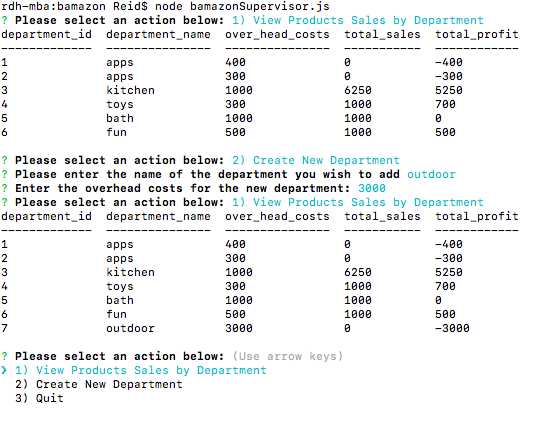 rdh-mba:bamazon Reid$ node bamazonSupervisor.js
? Please select an action below: 1) View Products Sales by Department
department_id  department_name  over_head_costs  total_sales  total_profit
-------------  ---------------  ---------------  -----------  ------------
1              apps             400              0            -400
2              apps             300              0            -300
3              kitchen          1000             6250         5250
4              toys             300              1000         700
5              bath             1000             1000         0
6              fun              500              1000         500
? Please select an action below: 2) Create New Department
? Please enter the name of the department you wish to add outdoor
? Enter the overhead costs for the new department: 3000
? Please select an action below: 1) View Products Sales by Department
department_id  department_name  over_head_costs  total_sales  total_profit
-------------  ---------------  ---------------  -----------  ------------
1              apps             400              0            -400
2              apps             300              0            -300
3              kitchen          1000             6250         5250
4              toys             300              1000         700
5              bath             1000             1000         0
6              fun              500              1000         500
7              outdoor          3000             0            -3000
? Please select an action below: (Use arrow keys)
❯ 1) View Products Sales by Department
  2) Create New Department
  3) Quit